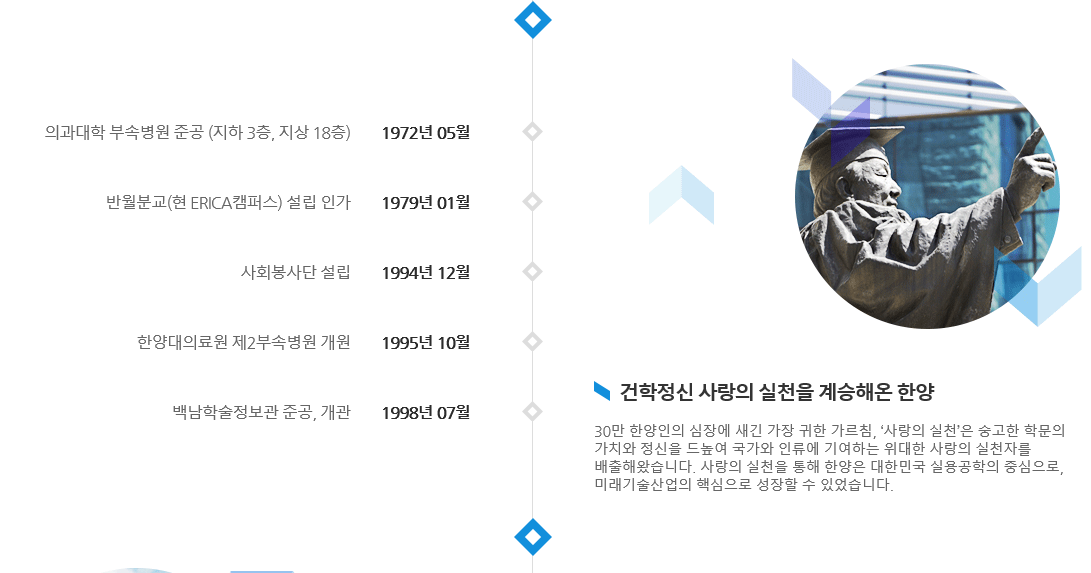 의과대학 부속병원 준공 (지하 3층, 지상 18층) 1972년 05월
반월분교(현 ERICA캠퍼스) 설립 인가 1979년 01월
사회봉사단 설립 1994년 12월
한양대의료원 제2부속병원 개원 1995년 10월
백남학술정보관 준공, 개관 1998년 07월
건학정신 사랑의 실천을 계승해온 한양
30만 한양인의 심장에 새긴 가장 귀한 가르침, ‘사랑의 실천’은 숭고한 학문의
가치와 정신을 드높여 국가와 인류에 기여하는 위대한 사랑의 실천자를
배출해왔습니다. 사랑의 실천을 통해 한양은 대한민국 실용공학의 중심으로,
미래기술산업의 핵심으로 성장할 수 있었습니다.